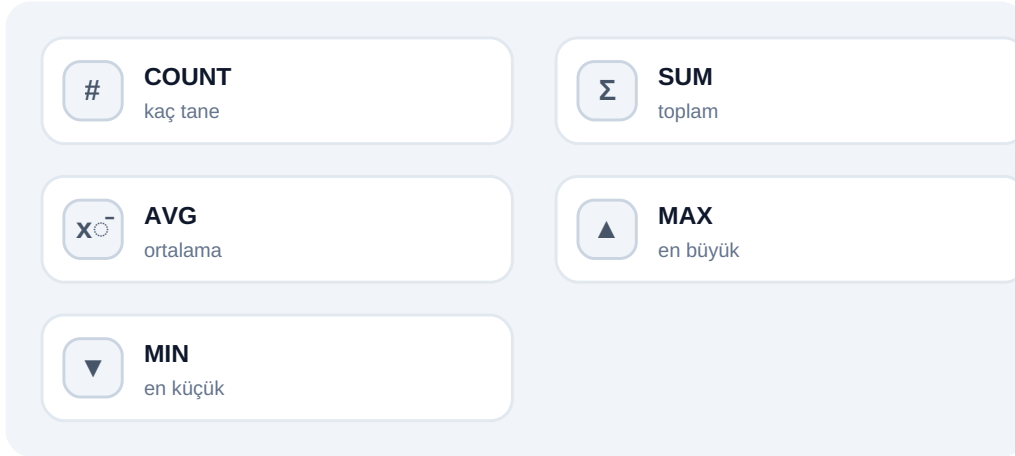 #
COUNT
kaç tane
Σ
SUM
toplam
x̄
AVG
ortalama
▲
MAX
en büyük
▼
MIN
en küçük